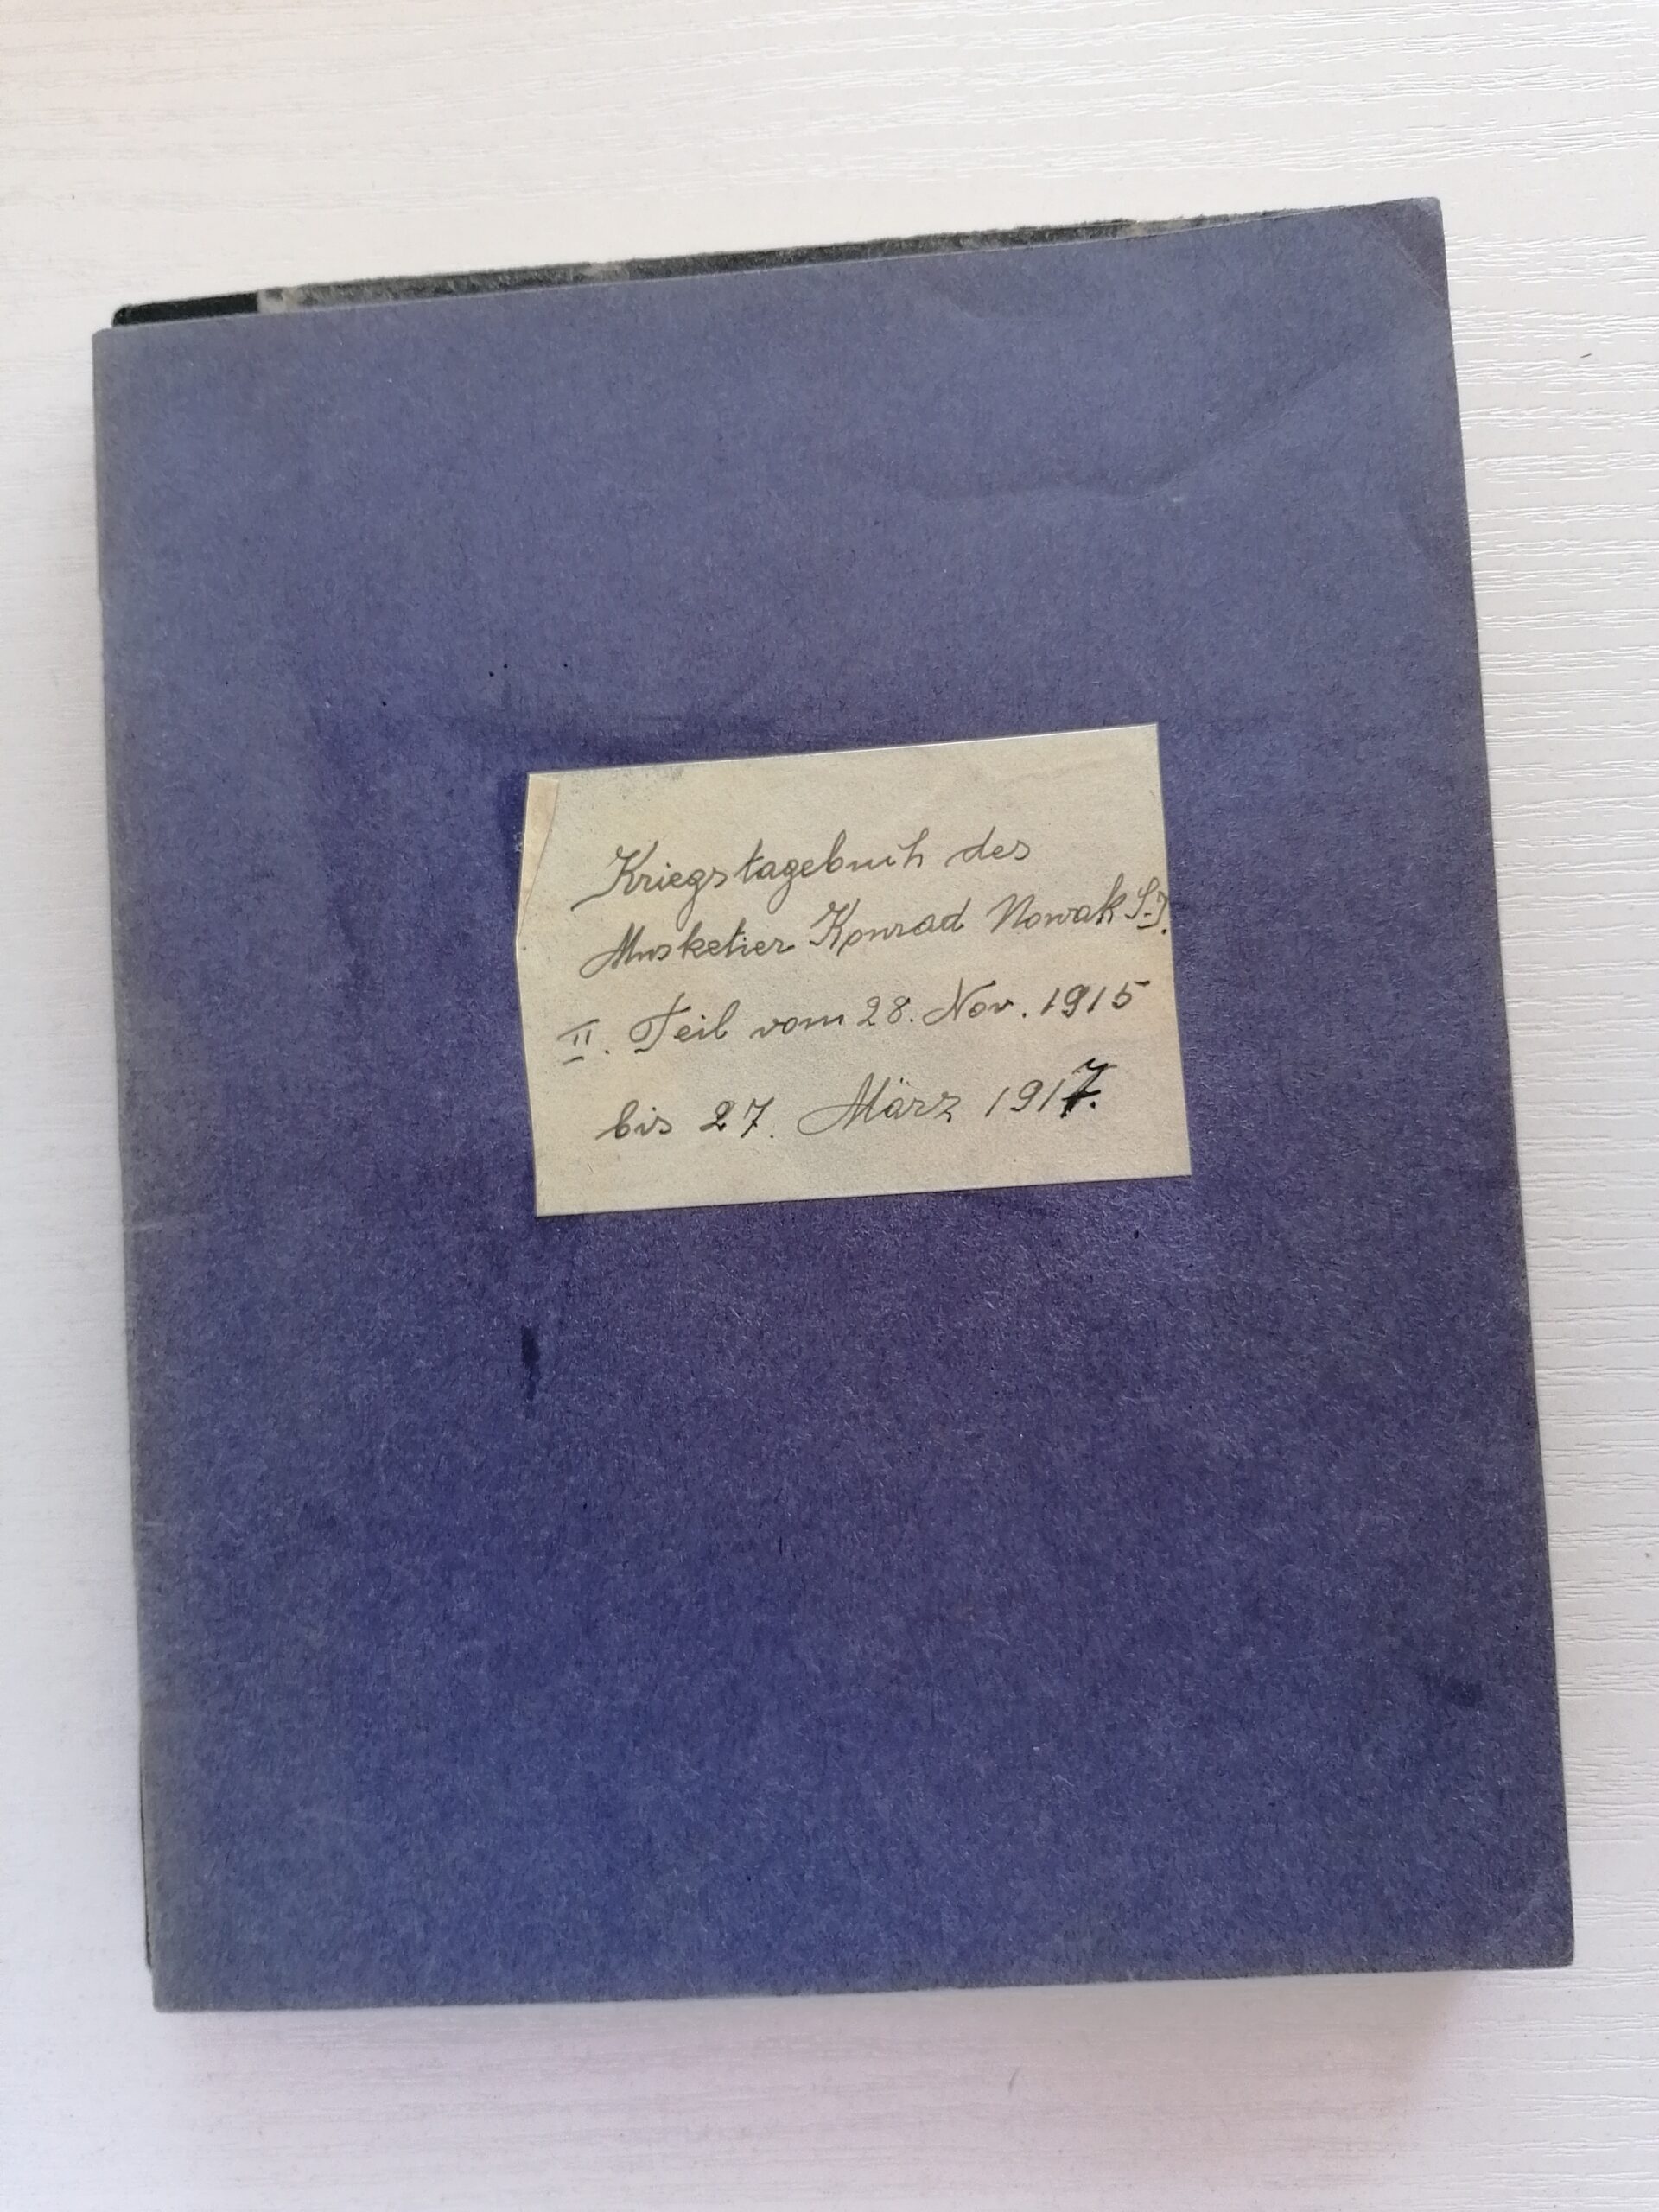 Kriegstagebuch des
Musketier Konrad Nowak S.J.
II. Teil vom 28. Nov. 1915
bis 27. März 1917.